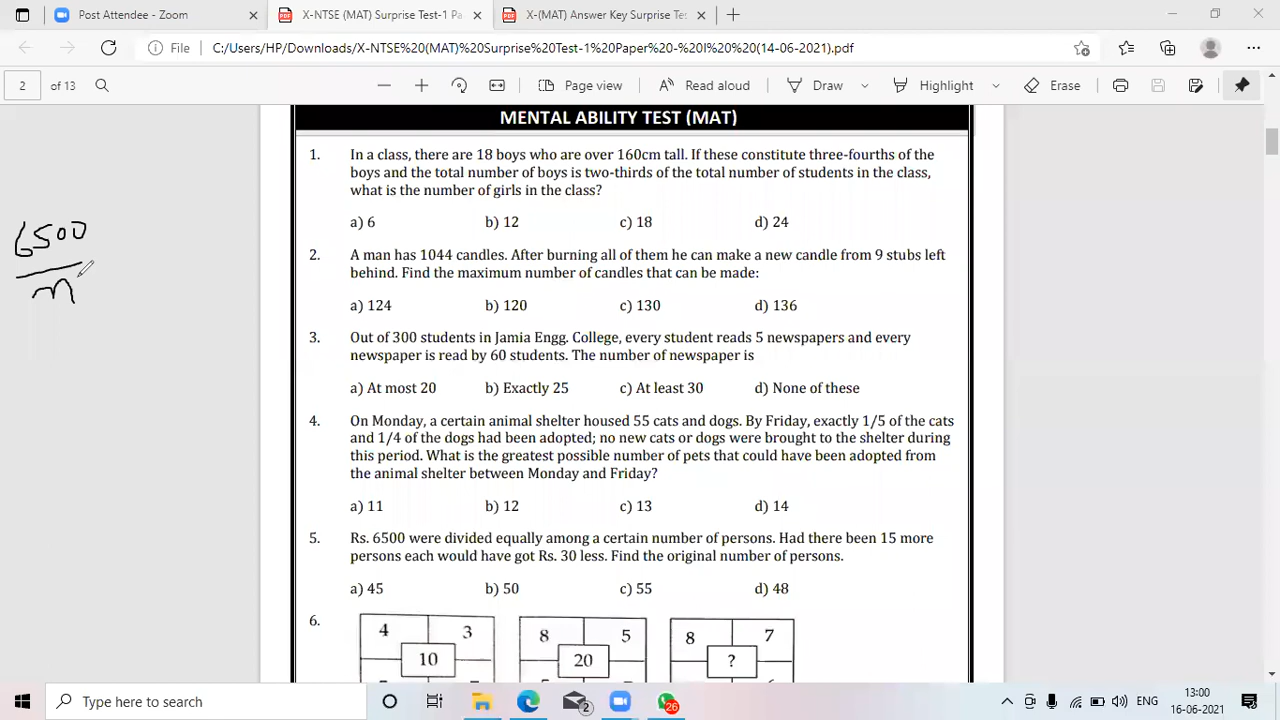 Post Attendee - Zoom
X-NTSE (MAT) Surprise Test-1 Pa
X-(MAT) Answer Key Surprise Tes
File
C:/Users/HP/Downloads/X-NTSE%20(MAT)%20Surprise%20Test-1%20Paper%20-%20I%20%20(14-06-2021).pdf
2 of 13
Page view
Read aloud
Draw
Highlight
Erase
MENTAL ABILITY TEST (MAT)
1. In a class, there are 18 boys who are over 160cm tall. If these constitute three-fourths of the
boys and the total number of boys is two-thirds of the total number of students in the class,
what is the number of girls in the class?
a) 6 b) 12 c) 18 d) 24
6500
m
2. A man has 1044 candles. After burning all of them he can make a new candle from 9 stubs left
behind. Find the maximum number of candles that can be made:
a) 124 b) 120 c) 130 d) 136
3. Out of 300 students in Jamia Engg. College, every student reads 5 newspapers and every
newspaper is read by 60 students. The number of newspaper is
a) At most 20 b) Exactly 25 c) At least 30 d) None of these
4. On Monday, a certain animal shelter housed 55 cats and dogs. By Friday, exactly 1/5 of the cats
and 1/4 of the dogs had been adopted; no new cats or dogs were brought to the shelter during
this period. What is the greatest possible number of pets that could have been adopted from
the animal shelter between Monday and Friday?
a) 11 b) 12 c) 13 d) 14
5. Rs. 6500 were divided equally among a certain number of persons. Had there been 15 more
persons each would have got Rs. 30 less. Find the original number of persons.
a) 45 b) 50 c) 55 d) 48
6.
4 3 8 5 8 7
10 20 ?
Type here to search
2
26
ENG
13:00
16-06-2021